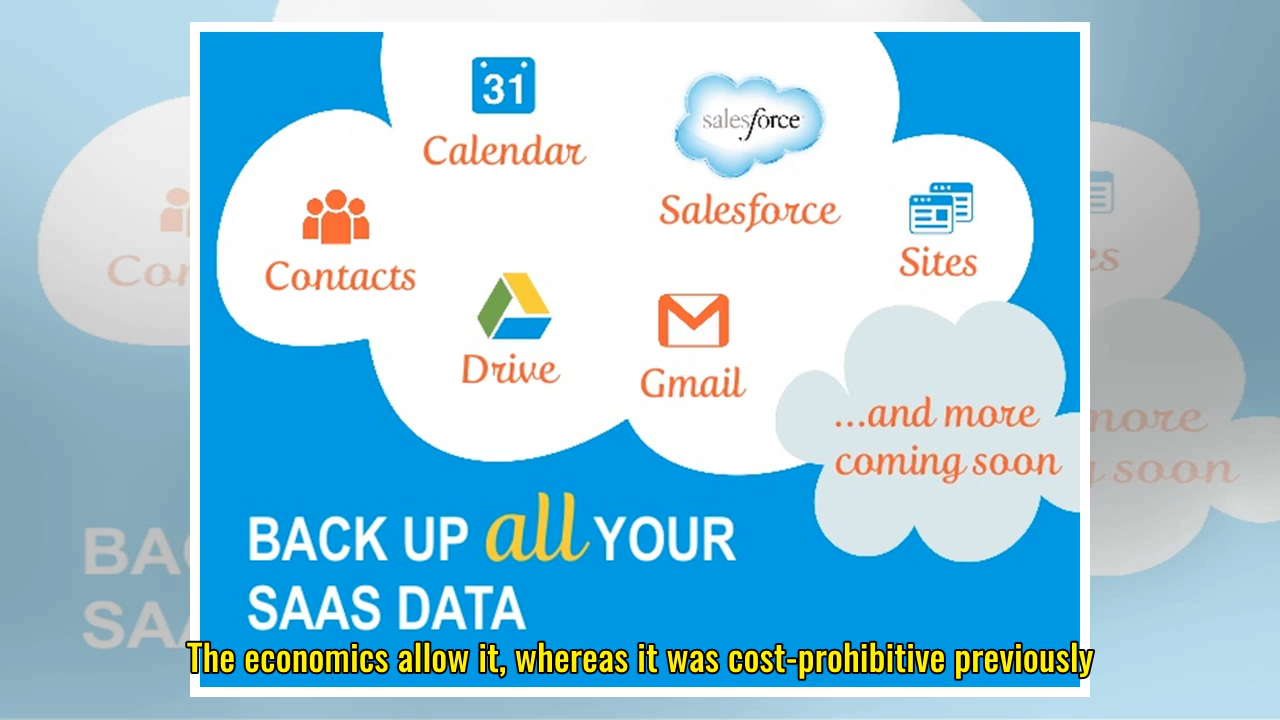 31
Calendar
salesforce
Salesforce
Contacts
Sites
Drive
Gmail
...and more
coming soon
BACK UP all YOUR
SAAS DATA
The economics allow it, whereas it was cost-prohibitive previously